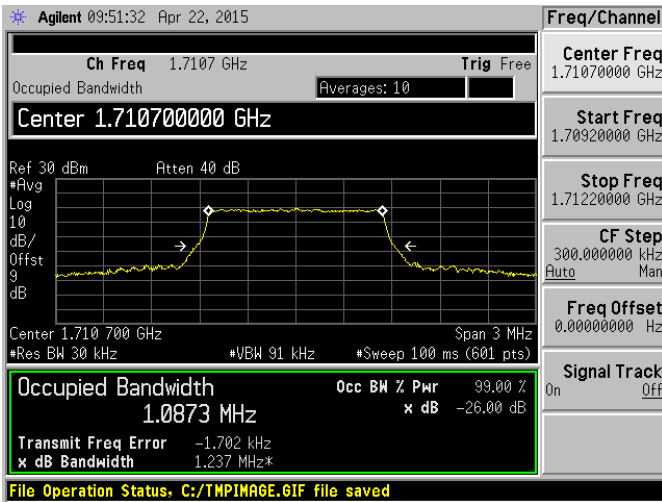 Agilent 09:51:32 Apr 22, 2015
Freq/Channel
Ch Freq 1.7107 GHz Trig Free
Occupied Bandwidth Averages: 10
Center 1.710700000 GHz
Ref 30 dBm Atten 40 dB
#Avg
Log
10
dB/
Offst
9
dB
Center 1.710 700 GHz Span 3 MHz
#Res BW 30 kHz #VBW 91 kHz #Sweep 100 ms (601 pts)
Occupied Bandwidth Occ BW % Pwr 99.00 %
1.0873 MHz x dB -26.00 dB
Transmit Freq Error -1.702 kHz
x dB Bandwidth 1.237 MHz*
Center Freq
1.71070000 GHz
Start Freq
1.70920000 GHz
Stop Freq
1.71220000 GHz
CF Step
300.000000 kHz
Auto Man
Freq Offset
0.00000000 Hz
Signal Track
On Off
File Operation Status, C:/TMPIMAGE.GIF file saved